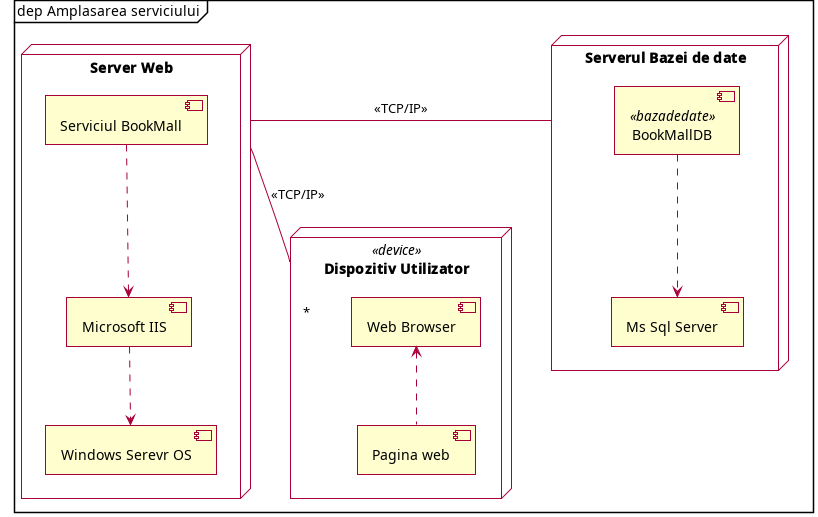 dep Amplasarea serviciului
Server Web
Serviciul BookMall
Microsoft IIS
Windows Serevr OS
«TCP/IP»
«TCP/IP»
«device»
Dispozitiv Utilizator
*
Web Browser
Pagina web
Serverul Bazei de date
«bazadedate»
BookMallDB
Ms Sql Server